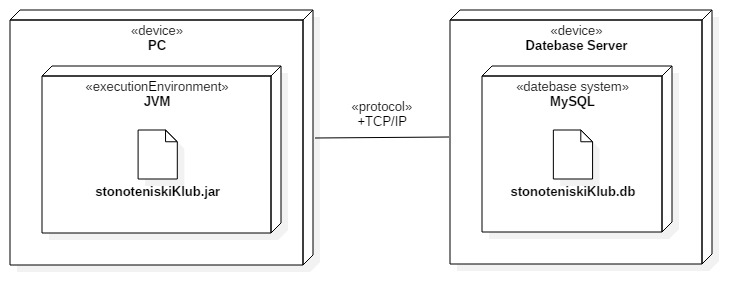 «device»
PC
«executionEnvironment»
JVM
stonoteniskiKlub.jar
«protocol»
+TCP/IP
«device»
Datebase Server
«datebase system»
MySQL
stonoteniskiKlub.db